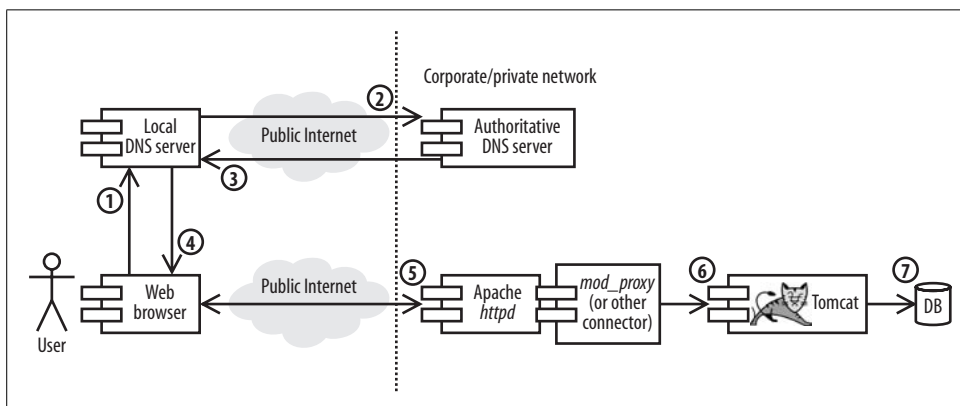 Corporate/private network
Local
DNS server
Public Internet
2
Authoritative
DNS server
3
1
4
User
Web
browser
Public Internet
5
Apache
httpd
mod_proxy
(or other
connector)
6
Tomcat
7
DB